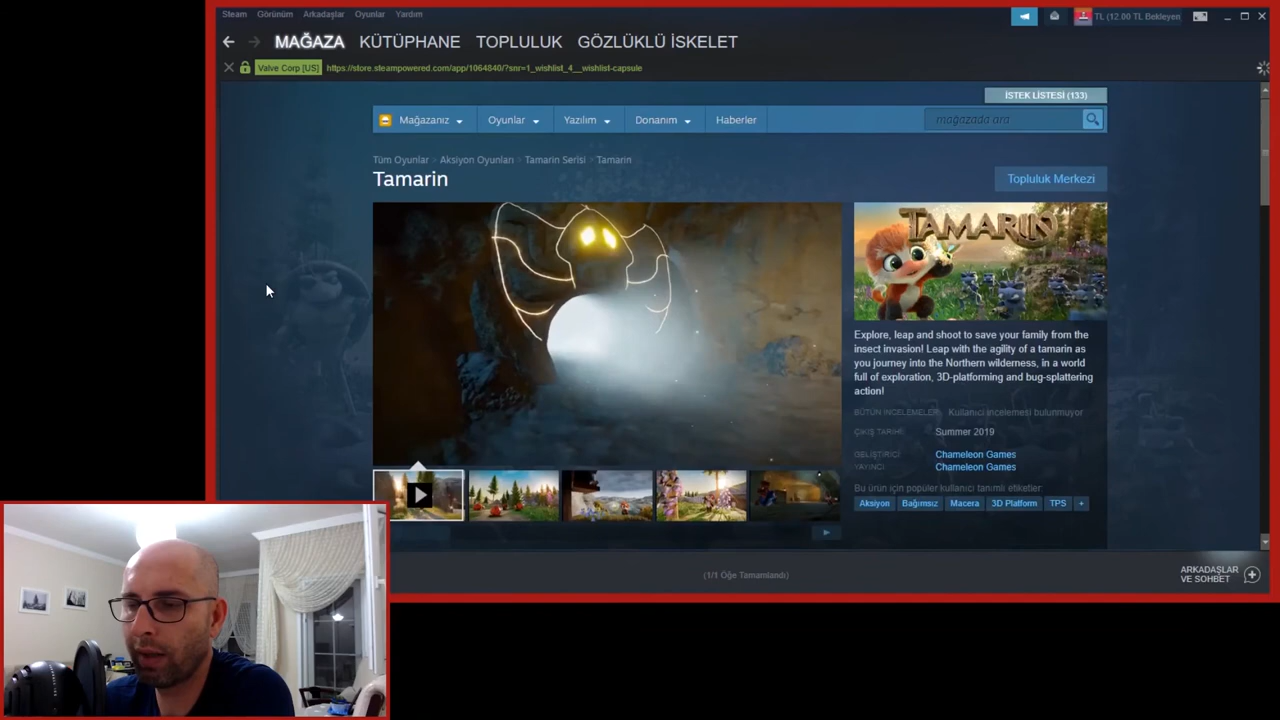 Steam Görünüm Arkadaşlar Oyunlar Yardım
TL (12.00 TL Bekleyen
MAĞAZA KÜTÜPHANE TOPLULUK GÖZLÜKLÜ İSKELET
Valve Corp [US] https://store.steampowered.com/app/1064840/?snr=1_wishlist_4__wishlist-capsule
İSTEK LİSTESİ (133)
Mağazanız Oyunlar Yazılım Donanım Haberler mağazada ara
Tüm Oyunlar > Aksiyon Oyunları > Tamarin Serisi > Tamarin
Tamarin
Topluluk Merkezi
TAMARIN
Explore, leap and shoot to save your family from the
insect invasion! Leap with the agility of a tamarin as
you journey into the Northern wilderness, in a world
full of exploration, 3D-platforming and bug-splattering
action!
BÜTÜN İNCELEMELER: Kullanıcı incelemesi bulunmuyor
ÇIKIŞ TARİHİ: Summer 2019
GELİŞTİRİCİ: Chameleon Games
YAYINCI: Chameleon Games
Bu ürün için popüler kullanıcı tanımlı etiketler:
Aksiyon Bağımsız Macera 3D Platform TPS +
(1/1 Öğe Tamamlandı)
ARKADAŞLAR
VE SOHBET